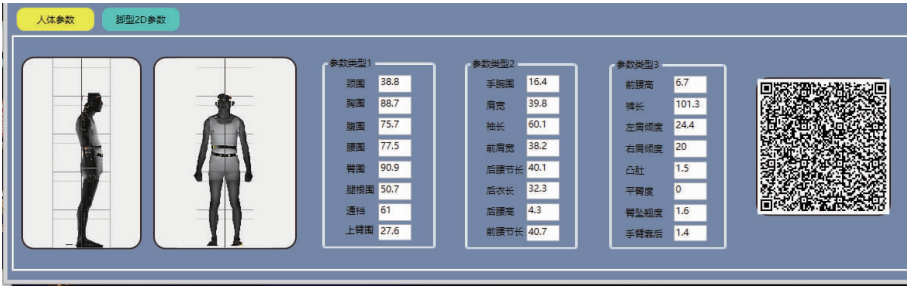 人体参数 脚型2D参数
参数类型1
颈围 38.8
胸围 88.7
腹围 75.7
腰围 77.5
臀围 90.9
腿根围 50.7
通裆 61
上臂围 27.6
参数类型2
手腕围 16.4
肩宽 39.8
袖长 60.1
前肩宽 38.2
后腰节长 40.1
后衣长 32.3
后腰高 4.3
前腰节长 40.7
参数类型3
前腰高 6.7
裤长 101.3
左肩倾度 24.4
右肩倾度 20
凸肚 1.5
平臀度 0
臀坠短度 1.6
手臂靠后 1.4